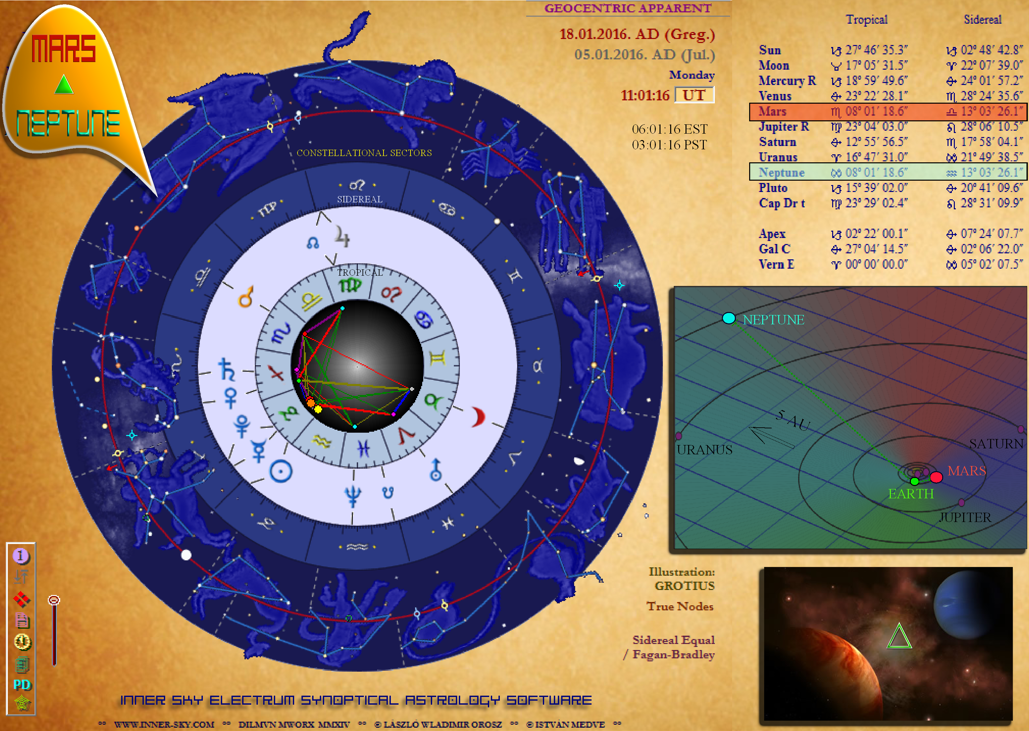 MARS
NEPTUNE
GEOCENTRIC APPARENT
18.01.2016. AD (Greg.)
05.01.2016. AD (Jul.)
Monday
11:01:16 UT
06:01:16 EST
03:01:16 PST
Tropical Sidereal
Sun ♑ 27° 46' 35.3" ♑ 02° 48' 42.8"
Moon ♉ 17° 05' 31.5" ♈ 22° 07' 39.0"
Mercury R ♑ 18° 59' 49.6" ♐ 24° 01' 57.2"
Venus ♐ 23° 22' 28.1" ♏ 28° 24' 35.6"
Mars ♏ 08° 01' 18.6" ♎ 13° 03' 26.1"
Jupiter R ♍ 23° 04' 03.0" ♌ 28° 06' 10.5"
Saturn ♐ 12° 55' 56.5" ♏ 17° 58' 04.1"
Uranus ♈ 16° 47' 31.0" ♓ 21° 49' 38.5"
Neptune ♓ 08° 01' 18.6" ♒ 13° 03' 26.1"
Pluto ♑ 15° 39' 02.0" ♐ 20° 41' 09.6"
Cap Dr t ♍ 23° 29' 02.4" ♌ 28° 31' 09.9"
Apex ♑ 02° 22' 00.1" ♐ 07° 24' 07.7"
Gal C ♐ 27° 04' 14.5" ♐ 02° 06' 22.0"
Vern E ♈ 00° 00' 00.0" ♓ 05° 02' 07.5"
CONSTELLATIONAL SECTORS
SIDEREAL
TROPICAL
NEPTUNE
5 AU
URANUS
SATURN
MARS
EARTH
JUPITER
Illustration:
GROTIUS
True Nodes
Sidereal Equal
/ Fagan-Bradley
1
PD
INNER SKY ELECTRUM SYNOPTICAL ASTROLOGY SOFTWARE
°° WWW.INNER-SKY.COM °° DILMVN MWORX MMXIV °° © LÁSZLÓ WLADIMIR OROSZ °° © ISTVÁN MEDVE °°